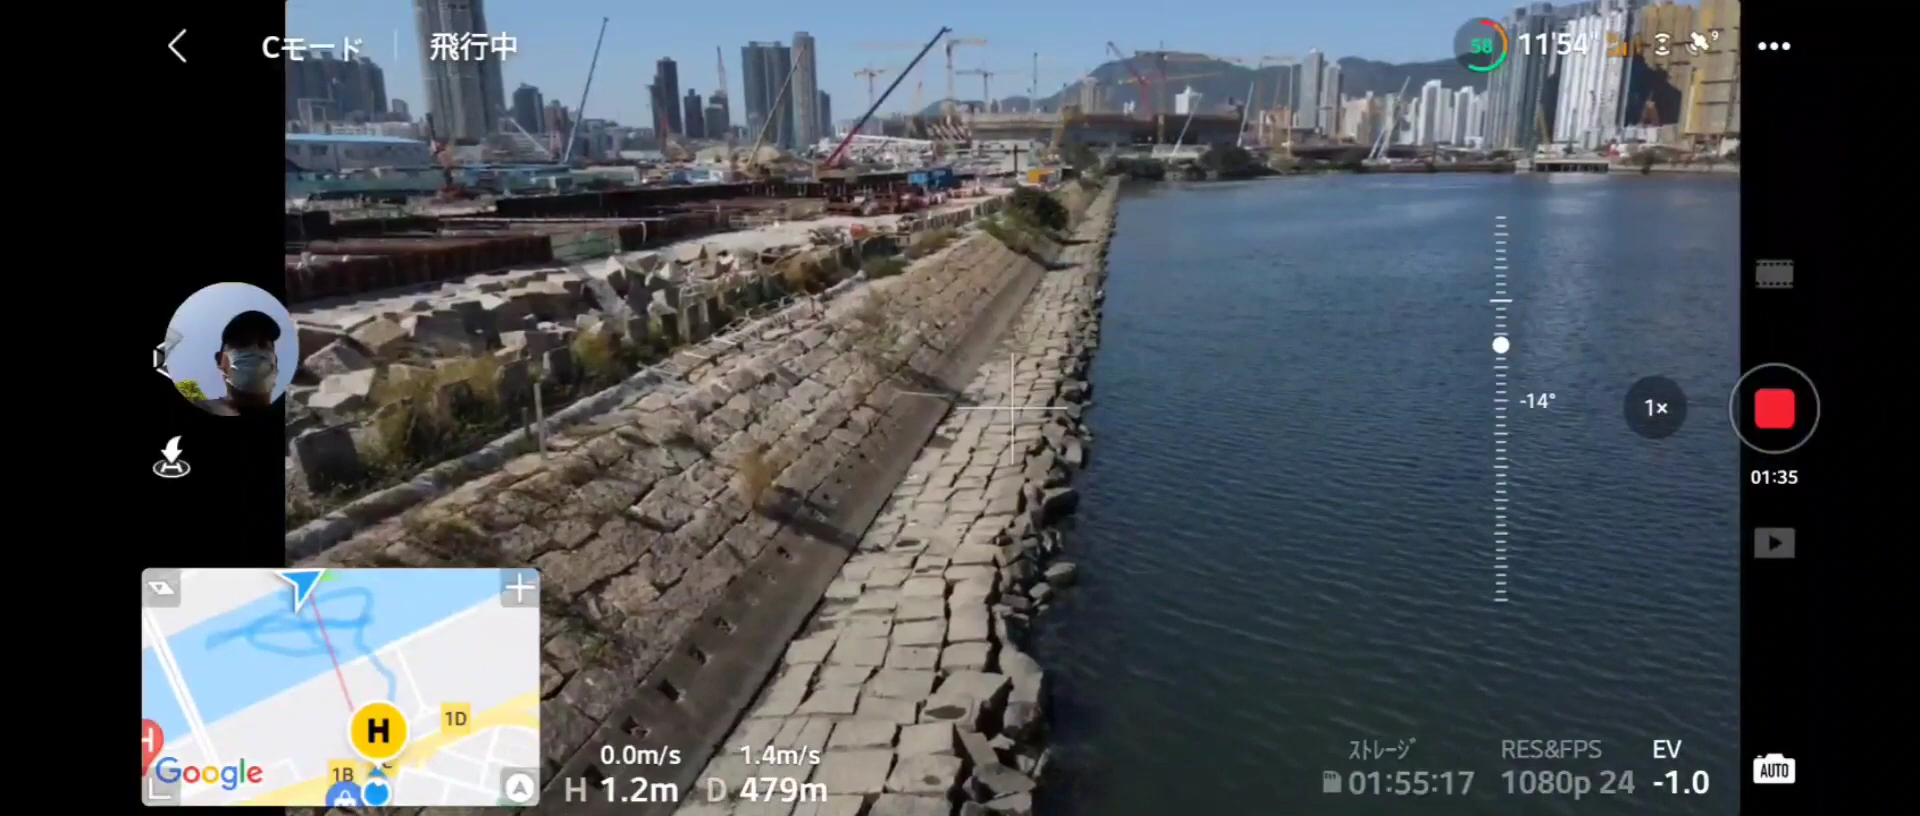 Cモード
飛行中
58
11'54"
9
-14°
1×
01:35
H
1D
1B
Google
0.0m/s
1.4m/s
H 1.2m
D 479m
ストレージ
01:55:17
RES&FPS
1080p 24
EV
-1.0
AUTO